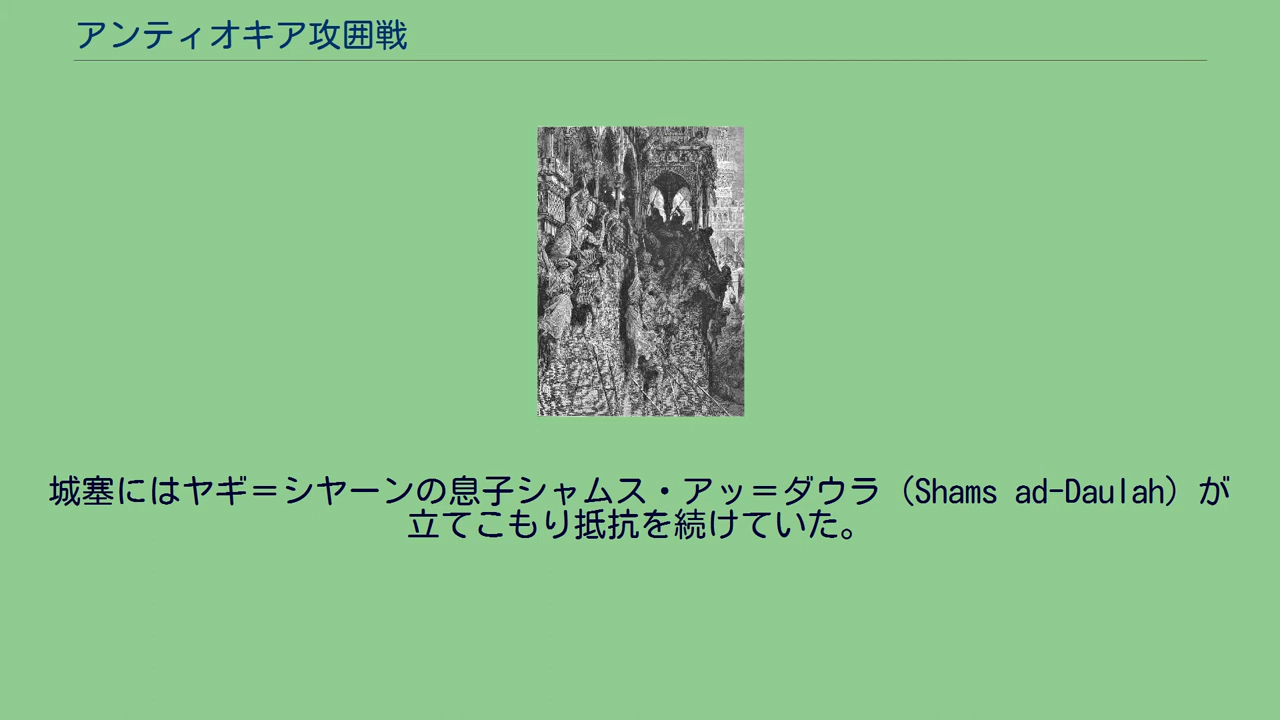 アンティオキア攻囲戦
城塞にはヤギ＝シヤーンの息子シャムス・アッ＝ダウラ（Shams ad-Daulah）が
立てこもり抵抗を続けていた。